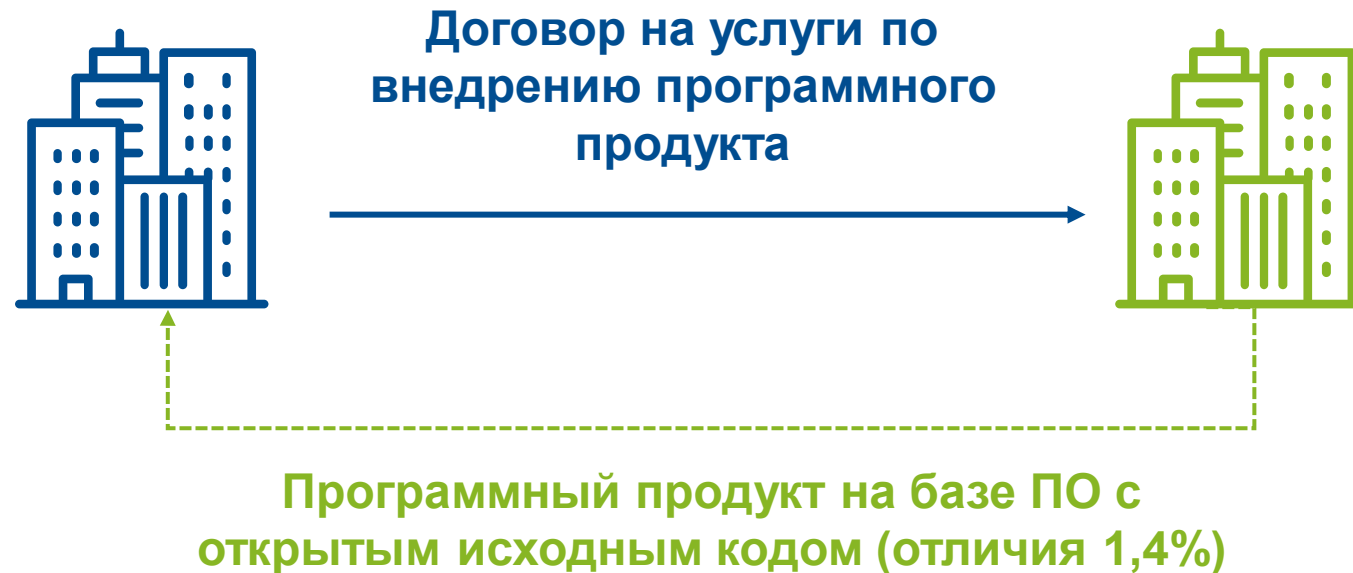 Договор на услуги по
внедрению программного
продукта
Программный продукт на базе ПО с
открытым исходным кодом (отличия 1,4%)